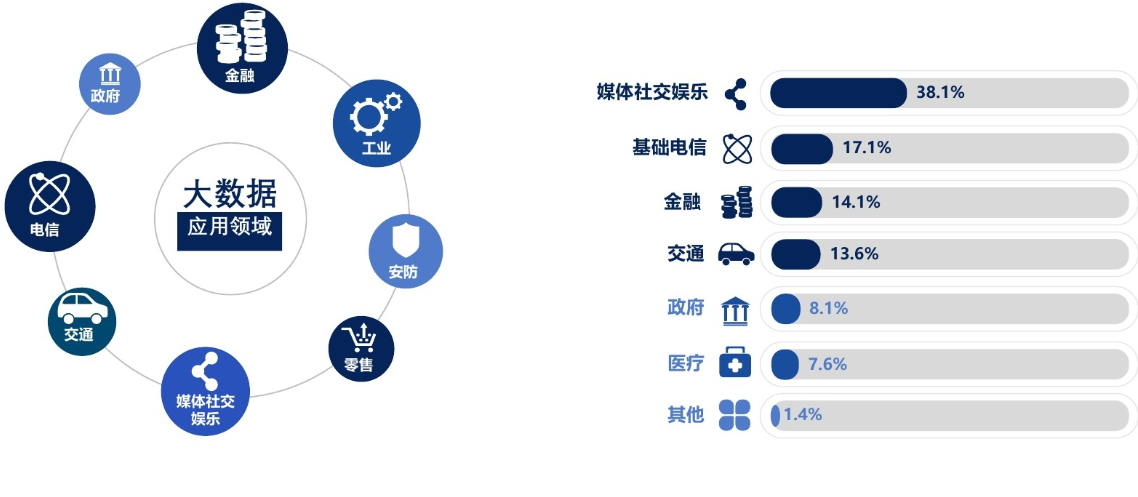 金融
政府
工业
大数据
应用领域
电信
安防
交通
零售
媒体社交
娱乐
媒体社交娱乐 38.1%
基础电信 17.1%
金融 14.1%
交通 13.6%
政府 8.1%
医疗 7.6%
其他 1.4%